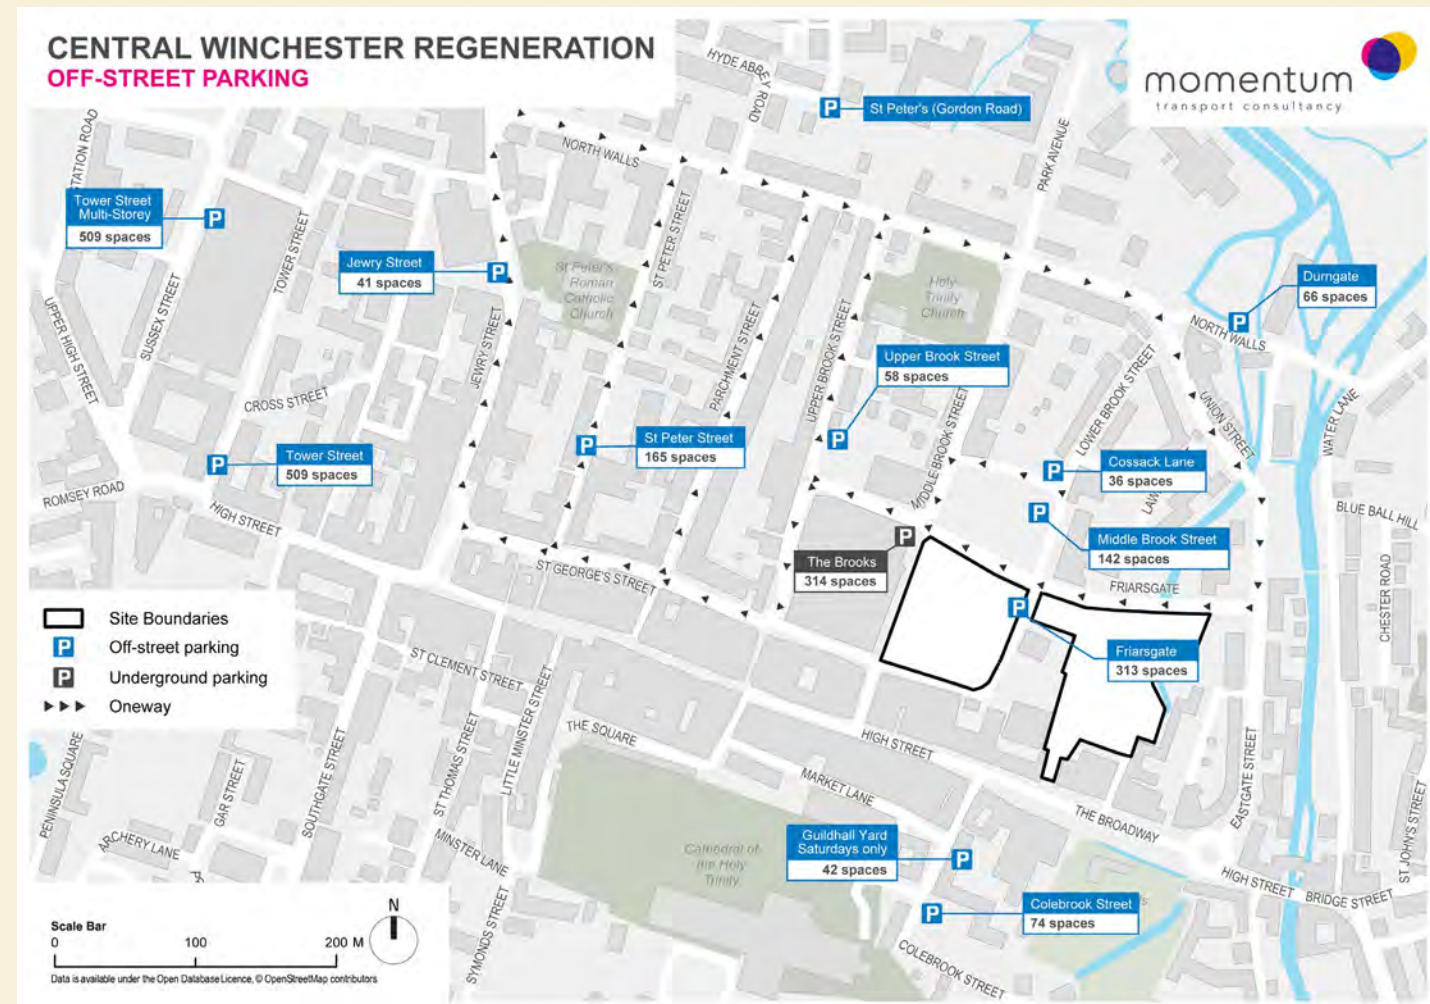 CENTRAL WINCHESTER REGENERATION
OFF-STREET PARKING
momentum
transport consultancy
HYDE ABBEY ROAD
St Peter's (Gordon Road)
PARK AVENUE
STATION ROAD
NORTH WALLS
Tower Street
Multi-Storey
509 spaces
P
TOWER STREET
Jewry Street
41 spaces
P
St Peter's
Roman
Catholic
Church
ST PETER STREET
Holy
Trinity
Church
Durngate
66 spaces
P
NORTH WALLS
UPPER HIGH STREET
SUSSEX STREET
JEWRY STREET
PARCHMENT STREET
UPPER BROOK STREET
Upper Brook Street
58 spaces
P
LOWER BROOK STREET
UNION STREET
WATER LANE
CROSS STREET
MIDDLE BROOK STREET
Tower Street
509 spaces
P
St Peter Street
165 spaces
P
Cossack Lane
36 spaces
P
ROMSEY ROAD
HIGH STREET
BLUE BALL HILL
P
Middle Brook Street
142 spaces
P
The Brooks
314 spaces
P
ST GEORGE'S STREET
FRIARSGATE
CHESTER ROAD
P
Friarsgate
313 spaces
Site Boundaries
P
Off-street parking
P
Underground parking
Oneway
ST CLEMENT STREET
LITTLE MINSTER STREET
THE SQUARE
HIGH STREET
PENINSULA SQUARE
GAR STREET
SOUTHGATE STREET
ST THOMAS STREET
MARKET LANE
THE BROADWAY
EASTGATE STREET
ST JOHN'S STREET
ARCHERY LANE
MINSTER LANE
Cathedral of
the Holy
Trinity
Guildhall Yard
Saturdays only
42 spaces
P
HIGH STREET
BRIDGE STREET
Colebrook Street
74 spaces
P
SYMONDS STREET
COLEBROOK STREET
Scale Bar
0 100 200 M
N
Data is available under the Open Database Licence, © OpenStreetMap contributors